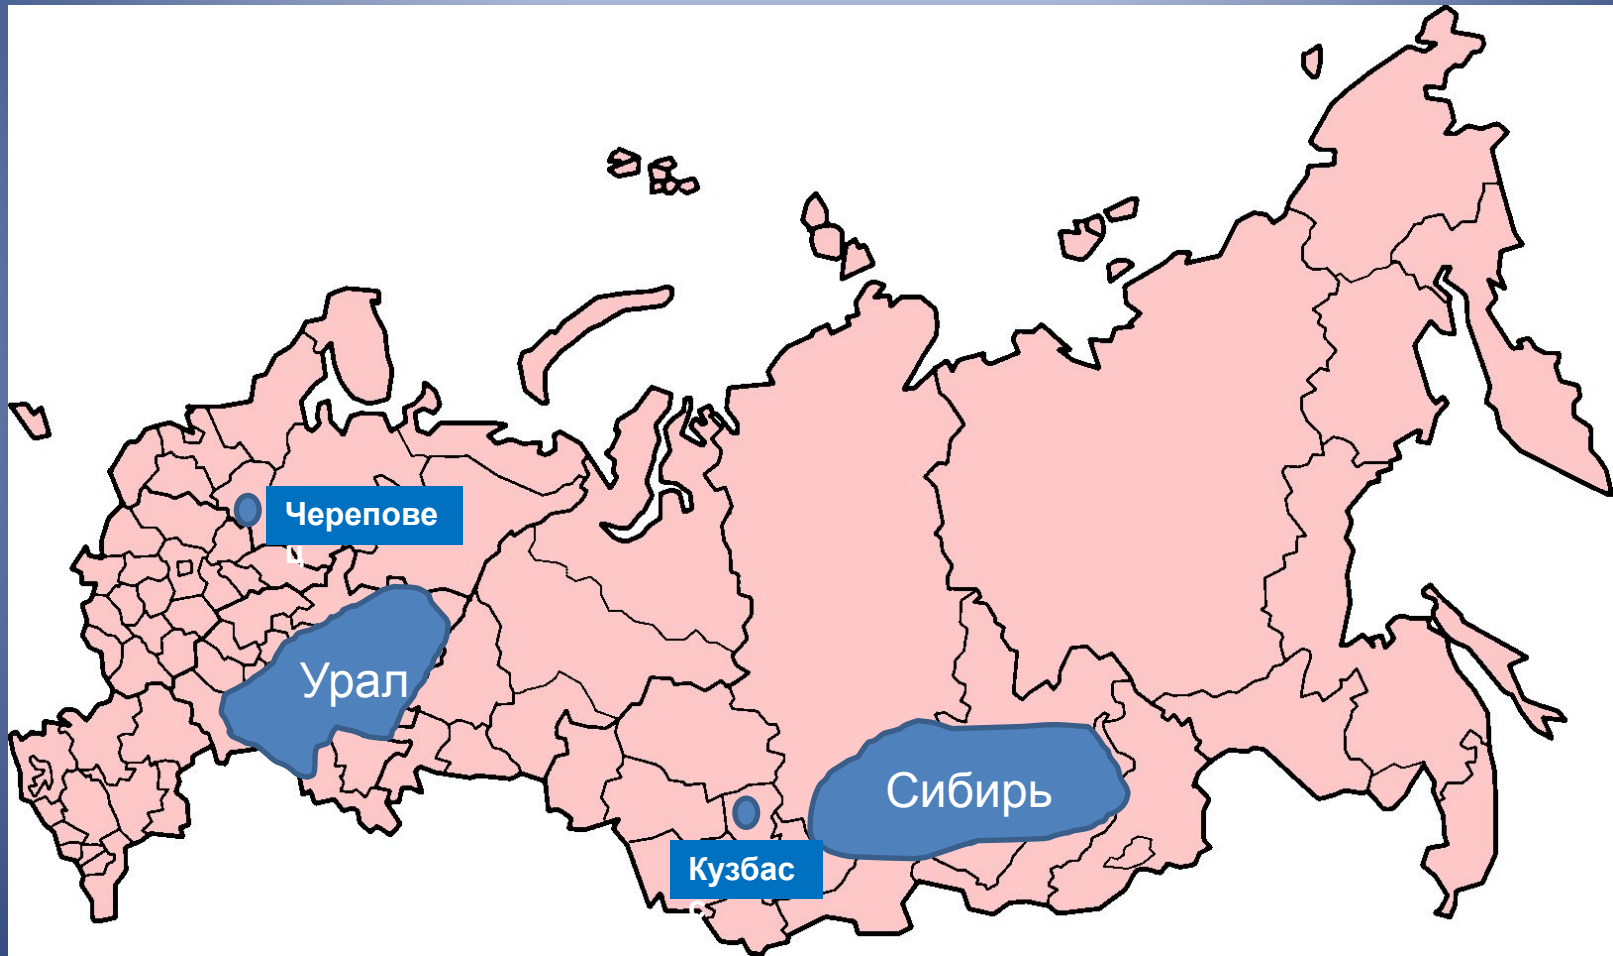 Черепове
ц
Урал
Сибирь
Кузбас
с